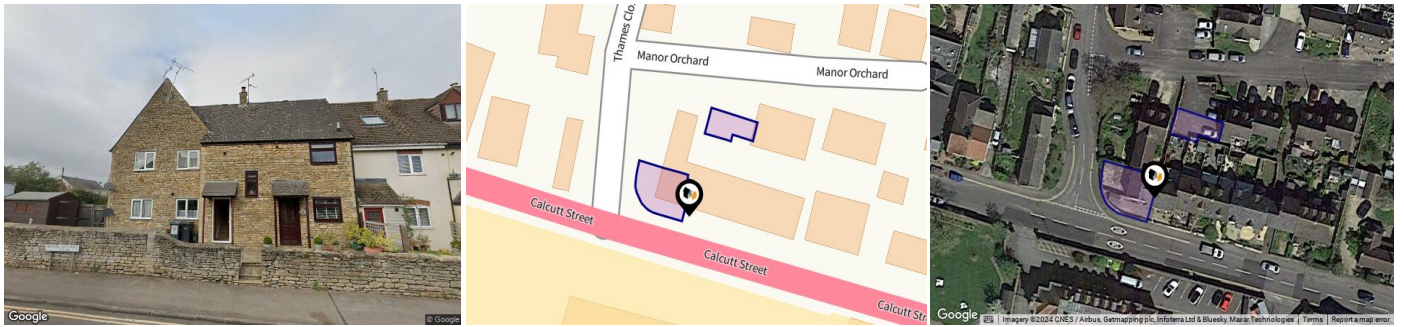 Google
© Google
Thames Clo
Manor Orchard
Manor Orchard
Calcutt Street
Calcutt Street
Calcutt Str
Google
Imagery ©2024 CNES / Airbus, Getmapping plc, Infoterra Ltd & Bluesky, Maxar Technologies
Terms
Report a map error